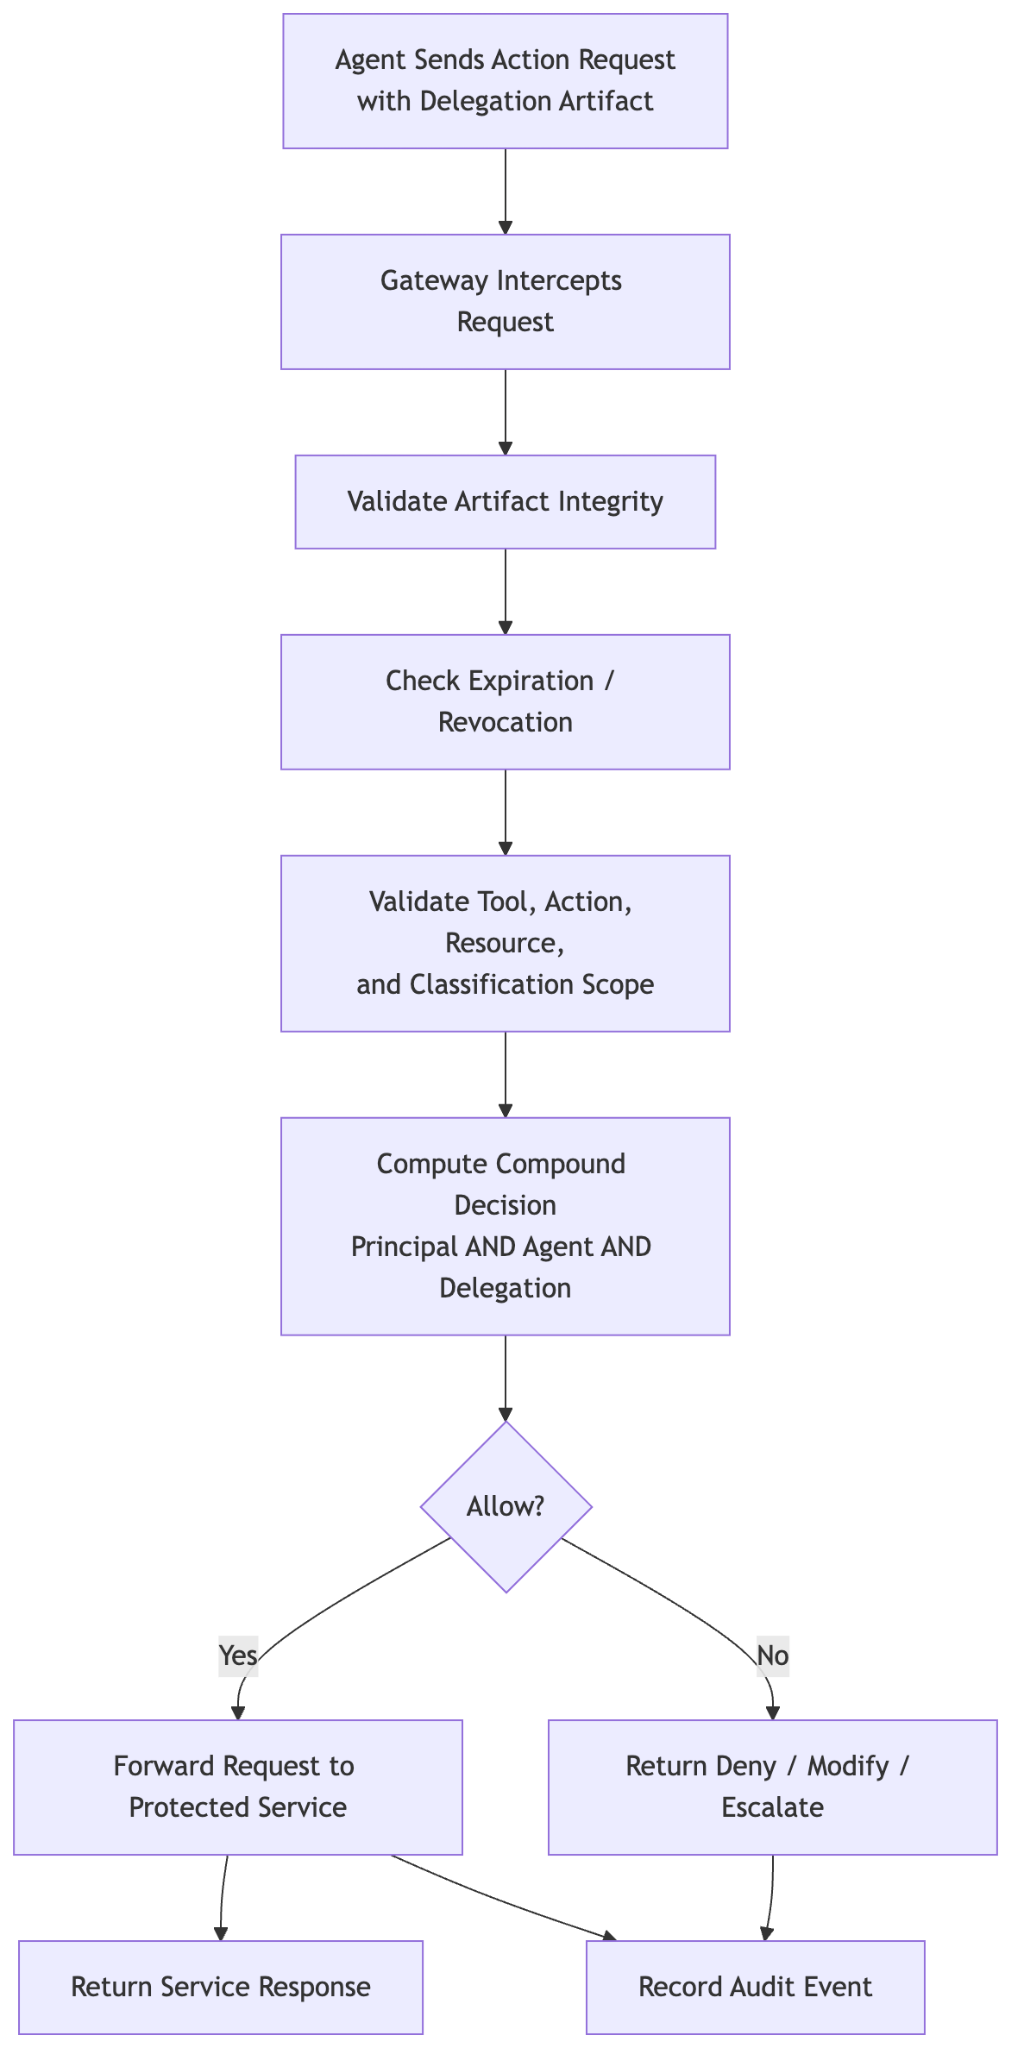 Agent Sends Action Request
with Delegation Artifact
Gateway Intercepts
Request
Validate Artifact Integrity
Check Expiration /
Revocation
Validate Tool, Action,
Resource,
and Classification Scope
Compute Compound
Decision
Principal AND Agent AND
Delegation
Allow?
Yes
No
Forward Request to
Protected Service
Return Deny / Modify /
Escalate
Return Service Response
Record Audit Event